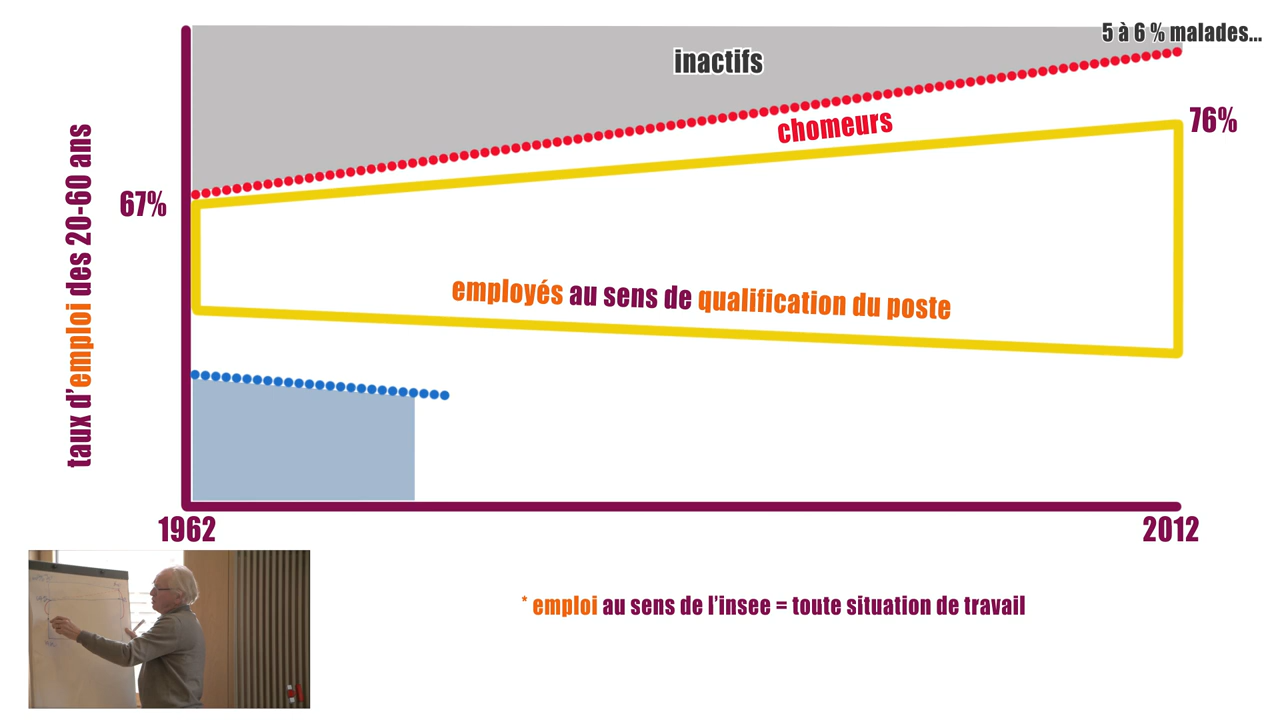 5 à 6 % malades...
inactifs
chomeurs
76%
67%
taux d'emploi des 20-60 ans
employés au sens de qualification du poste
1962
2012
* emploi au sens de l'insee = toute situation de travail